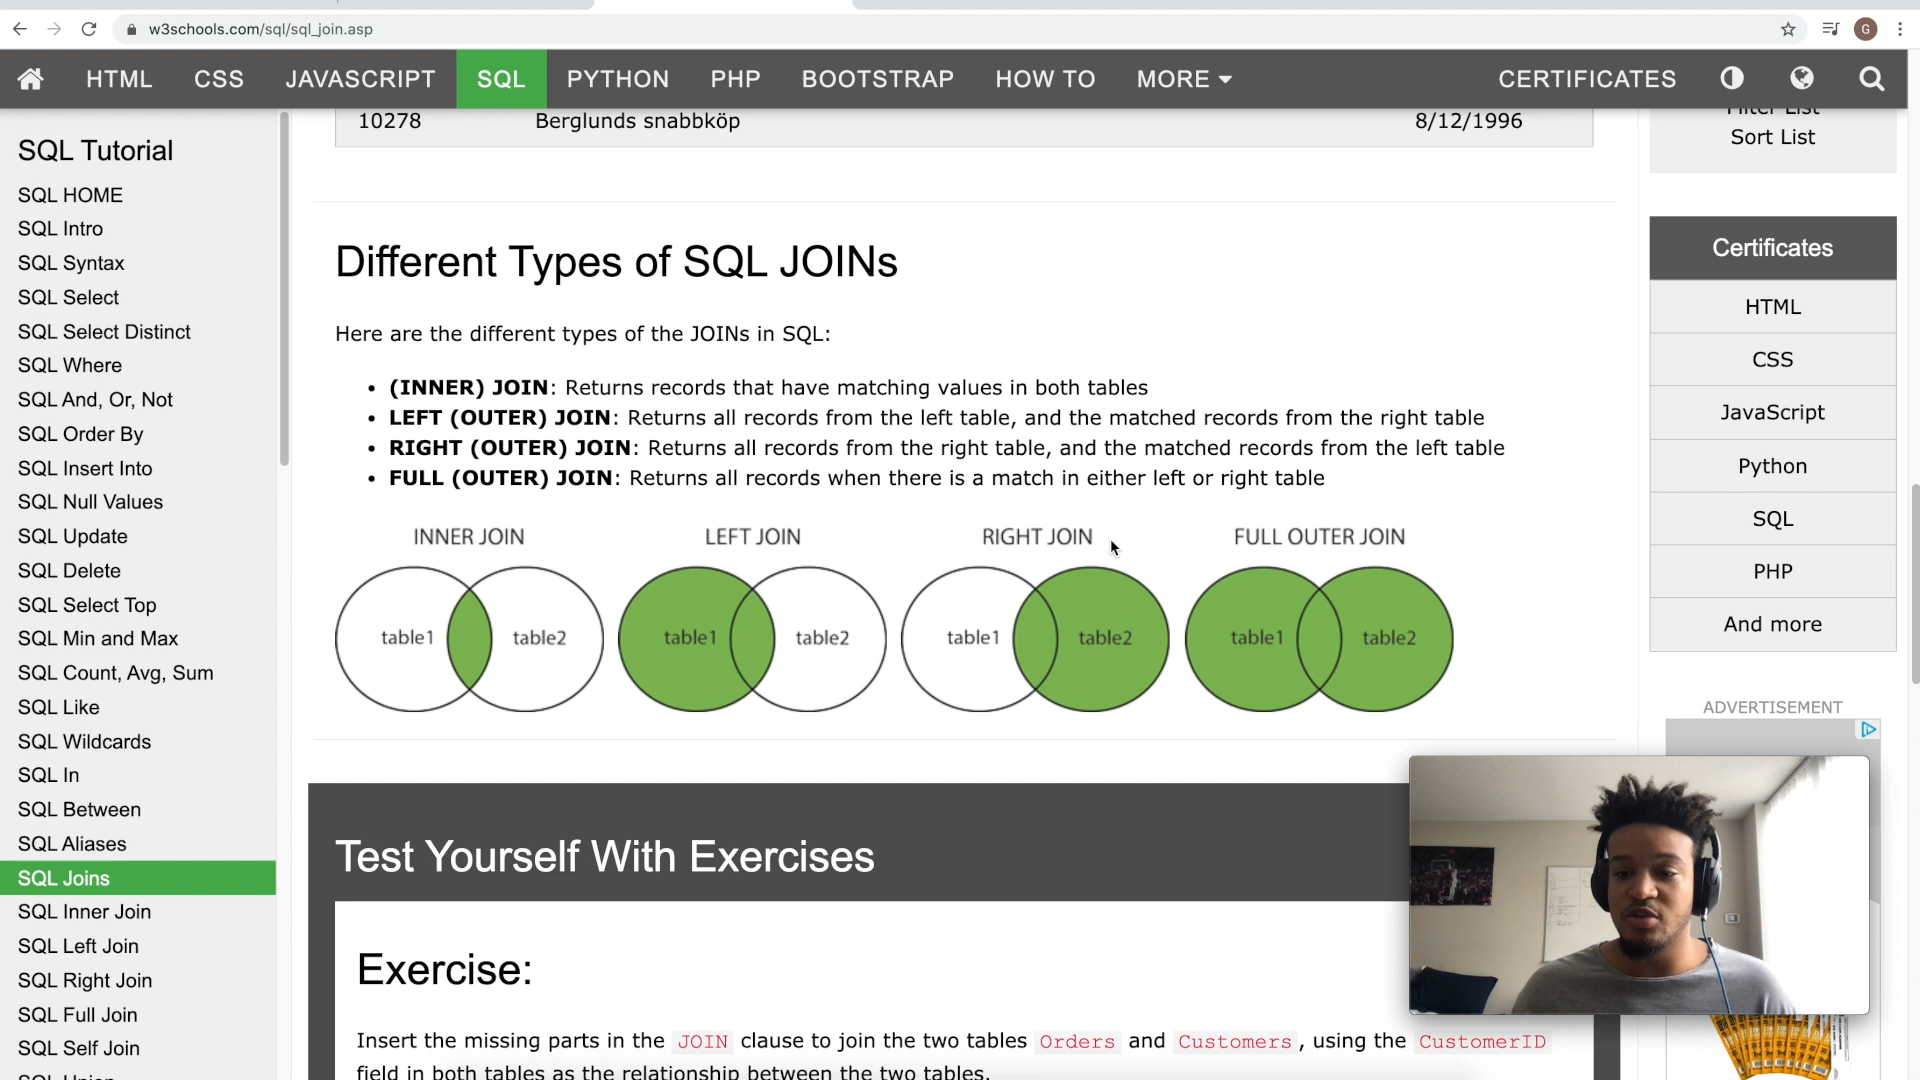 w3schools.com/sql/sql_join.asp
G
HTML CSS JAVASCRIPT SQL PYTHON PHP BOOTSTRAP HOW TO MORE CERTIFICATES
SQL Tutorial
SQL HOME
SQL Intro
SQL Syntax
SQL Select
SQL Select Distinct
SQL Where
SQL And, Or, Not
SQL Order By
SQL Insert Into
SQL Null Values
SQL Update
SQL Delete
SQL Select Top
SQL Min and Max
SQL Count, Avg, Sum
SQL Like
SQL Wildcards
SQL In
SQL Between
SQL Aliases
SQL Joins
SQL Inner Join
SQL Left Join
SQL Right Join
SQL Full Join
SQL Self Join
SQL Union
10278 Berglunds snabbköp 8/12/1996
Different Types of SQL JOINs
Here are the different types of the JOINs in SQL:
• (INNER) JOIN: Returns records that have matching values in both tables
• LEFT (OUTER) JOIN: Returns all records from the left table, and the matched records from the right table
• RIGHT (OUTER) JOIN: Returns all records from the right table, and the matched records from the left table
• FULL (OUTER) JOIN: Returns all records when there is a match in either left or right table
INNER JOIN LEFT JOIN RIGHT JOIN FULL OUTER JOIN
table1 table2 table1 table2 table1 table2 table1 table2
Test Yourself With Exercises
Exercise:
Insert the missing parts in the JOIN clause to join the two tables Orders and Customers, using the CustomerID
field in both tables as the relationship between the two tables.
Filter List
Sort List
Certificates
HTML
CSS
JavaScript
Python
SQL
PHP
And more
ADVERTISEMENT